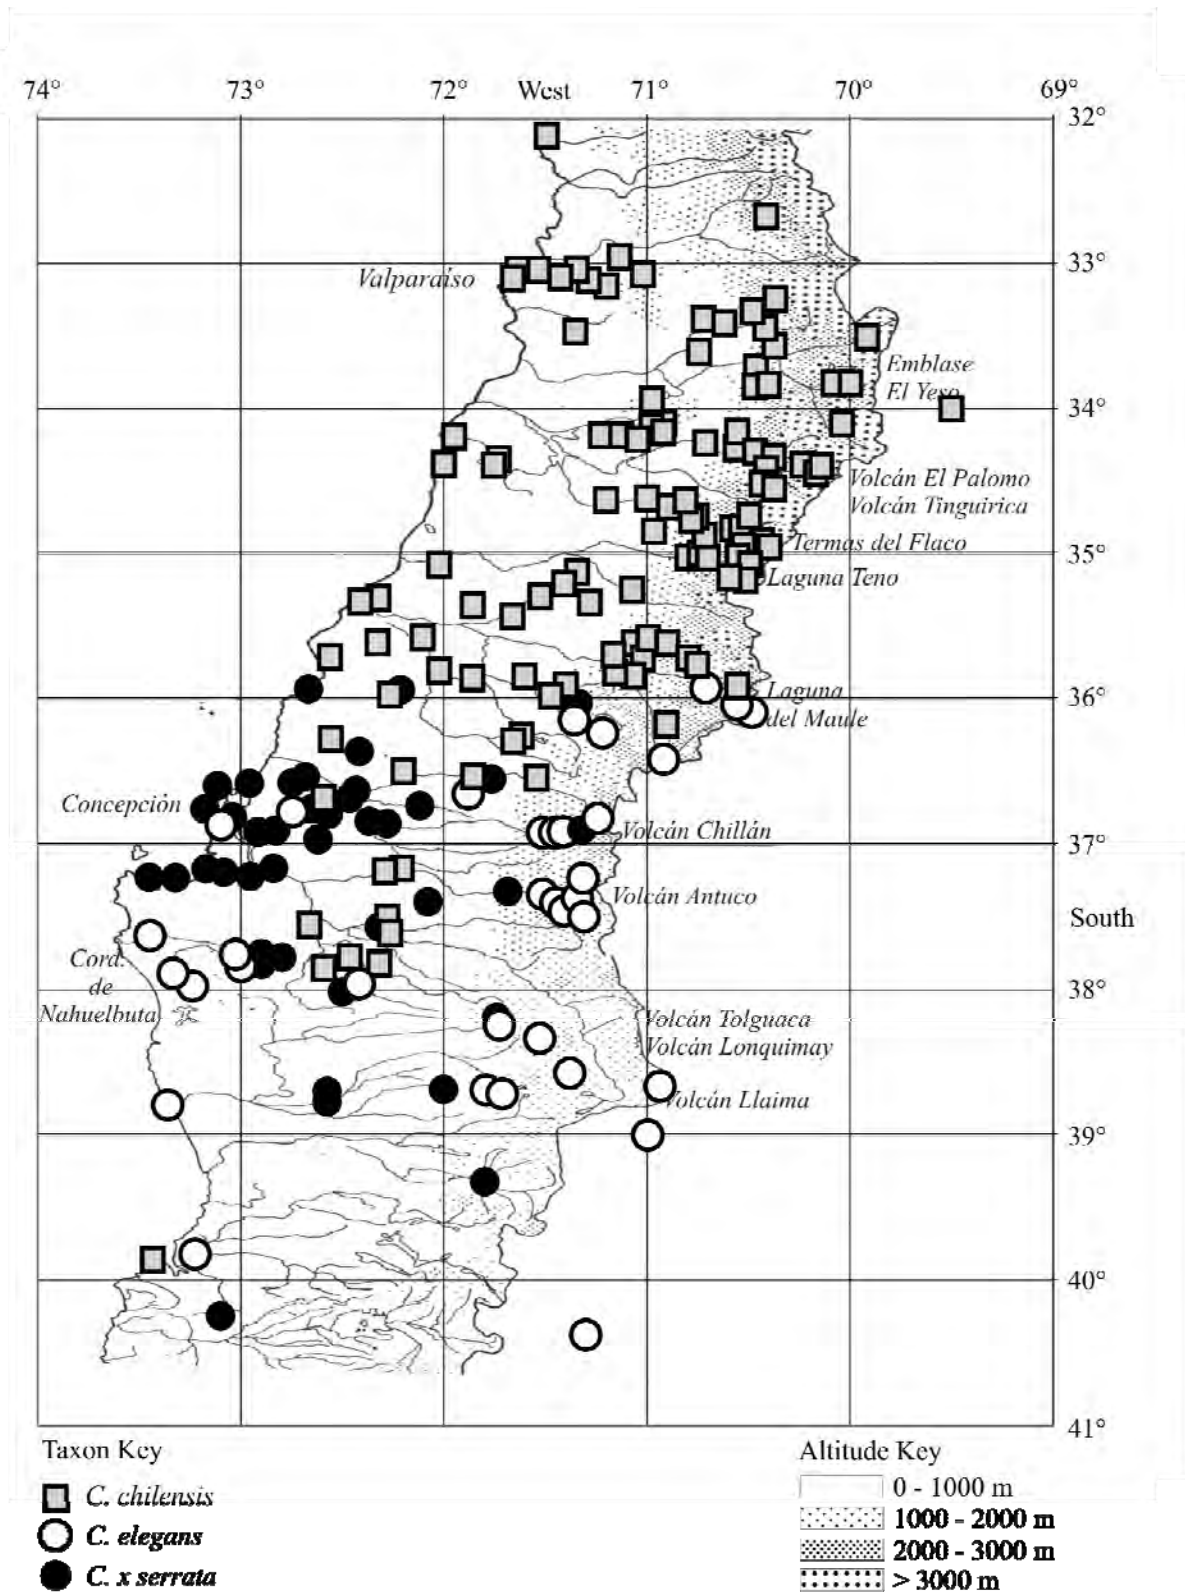 74° 73° 72° West 71° 70° 69°
32°
33°
Valparaíso
Emblase
El Yeso
34°
Volcán El Palomo
Volcán Tinguirica
Termas del Flaco
35°
Laguna Teno
Laguna
del Maule
36°
Concepción
Volcán Chillán
37°
Volcán Antuco
South
Cord.
de
Nahuelbuta
38°
Volcán Tolguaca
Volcán Lonquimay
Volcán Llaima
39°
40°
41°
Taxon Key
C. chilensis
C. elegans
C. x serrata
Altitude Key
0 - 1000 m
1000 - 2000 m
2000 - 3000 m
> 3000 m